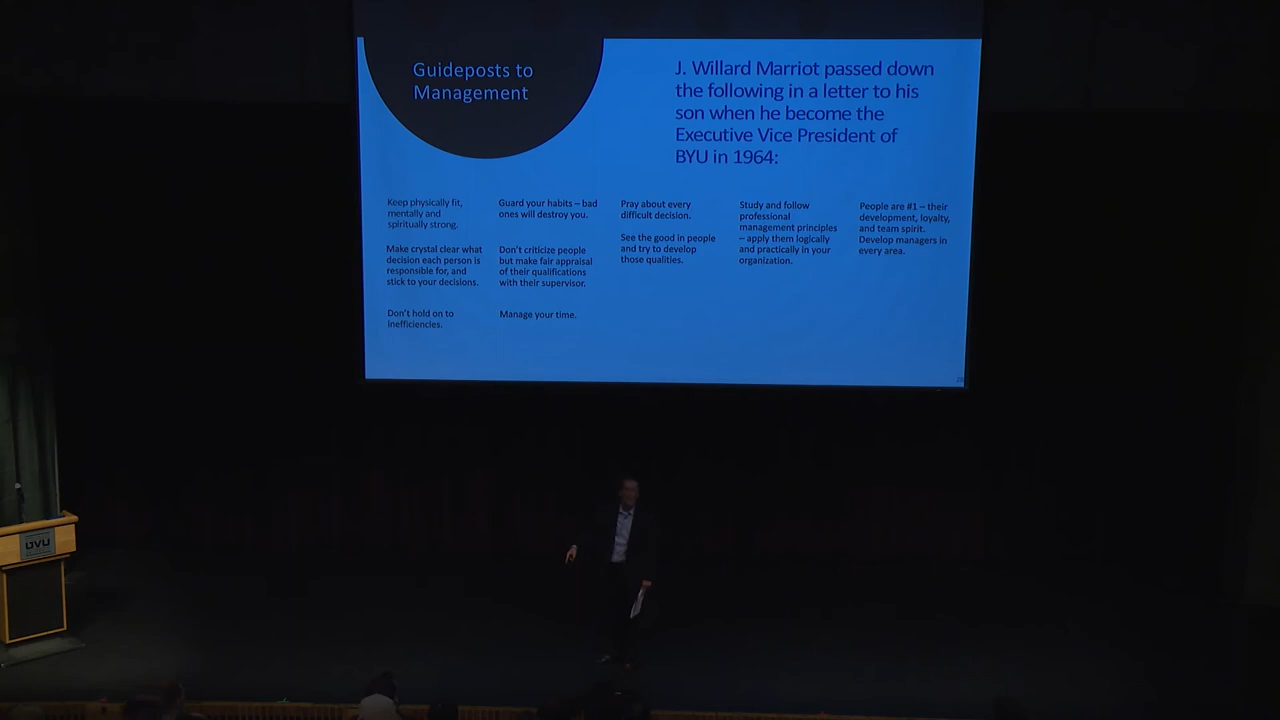 Guideposts to
Management
J. Willard Marriot passed down
the following in a letter to his
son when he become the
Executive Vice President of
BYU in 1964:
Keep physically fit,
mentally and
spiritually strong.
Make crystal clear what
decision each person is
responsible for, and
stick to your decisions.
Don't hold on to
inefficiencies.
Guard your habits – bad
ones will destroy you.
Don't criticize people
but make fair appraisal
of their qualifications
with their supervisor.
Manage your time.
Pray about every
difficult decision.
See the good in people
and try to develop
those qualities.
Study and follow
professional
management principles
– apply them logically
and practically in your
organization.
People are #1 – their
development, loyalty,
and team spirit.
Develop managers in
every area.
UVU